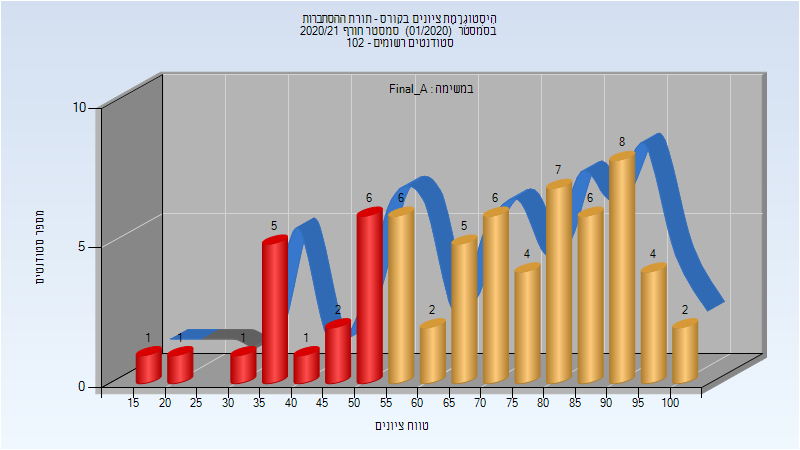 היסטוגרמת ציונים בקורס - תורת ההסתברות
בסמסטר (01/2020) סמסטר חורף 2020/21
סטודנטים רשומים - 102
במשימה : Final_A
מספר סטודנטים
10
5
0
1 1 1 5 1 2 6 6 2 5 6 4 7 6 8 4 2
15 20 25 30 35 40 45 50 55 60 65 70 75 80 85 90 95 100
טווח ציונים